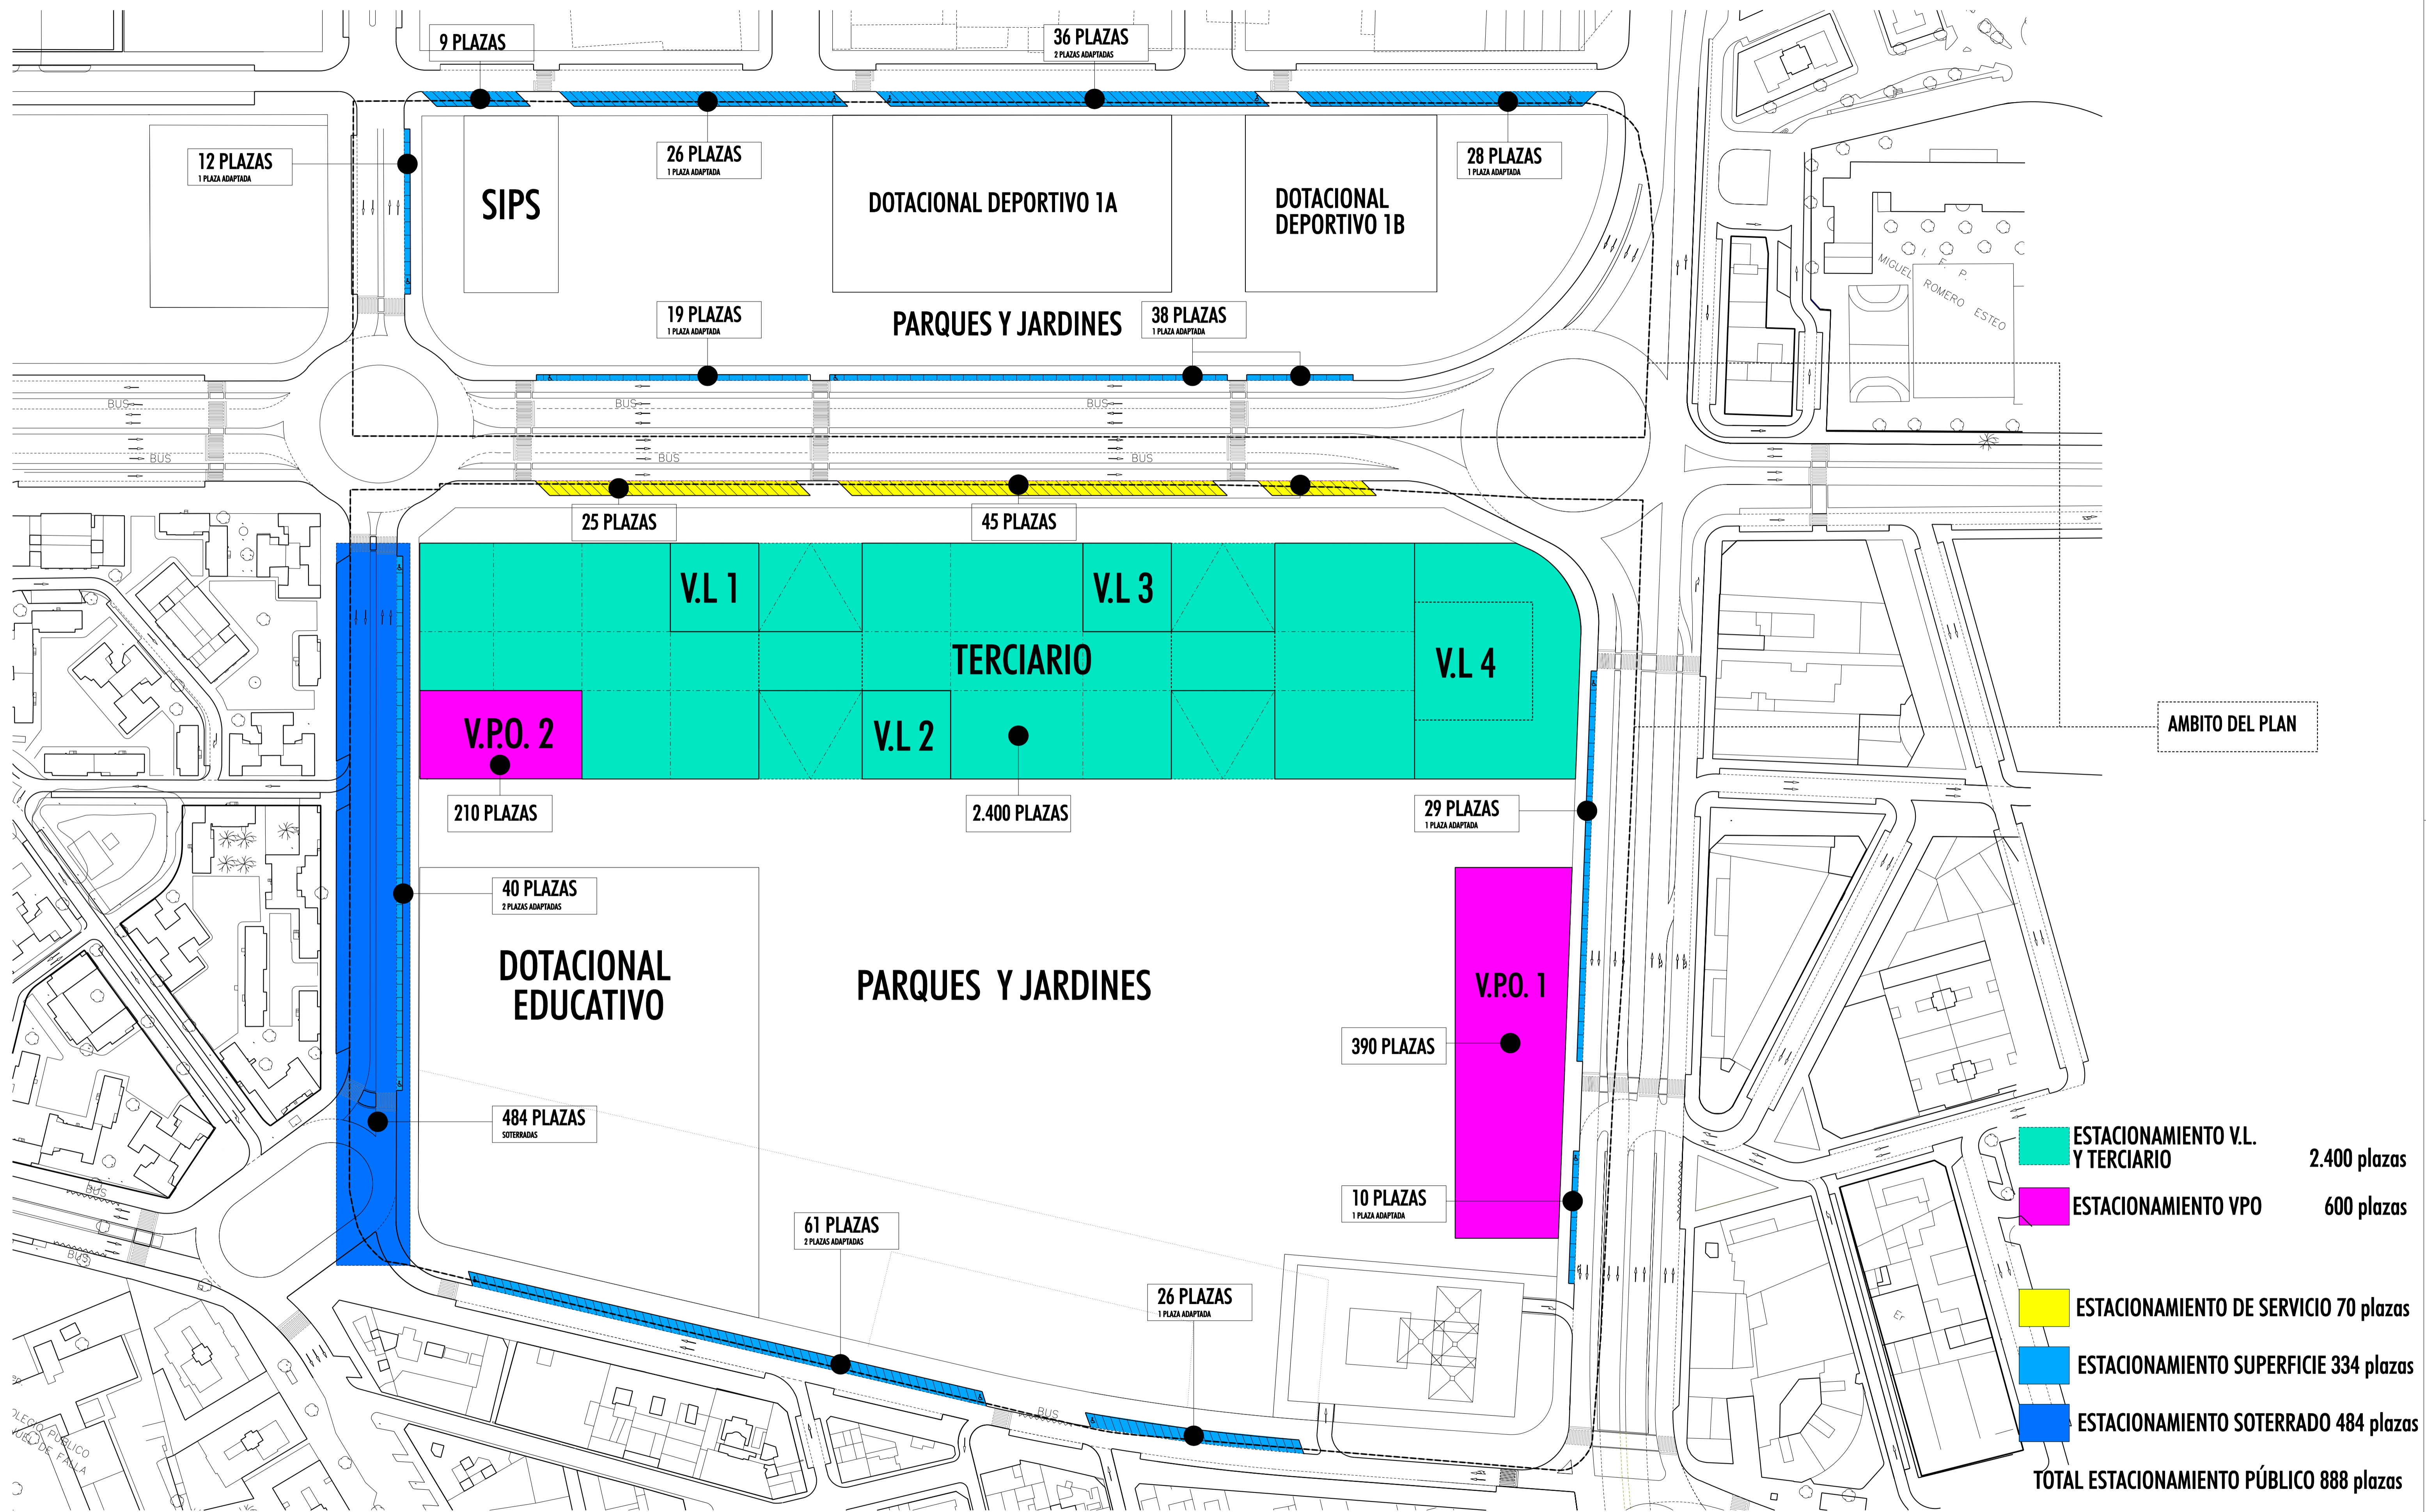 9 PLAZAS
36 PLAZAS
2 PLAZAS ADAPTADAS
12 PLAZAS
1 PLAZA ADAPTADA
26 PLAZAS
1 PLAZA ADAPTADA
28 PLAZAS
1 PLAZA ADAPTADA
SIPS
DOTACIONAL DEPORTIVO 1A
DOTACIONAL
DEPORTIVO 1B
I. E. P.
MIGUEL ROMERO ESTEO
19 PLAZAS
1 PLAZA ADAPTADA
PARQUES Y JARDINES
38 PLAZAS
1 PLAZA ADAPTADA
BUS
BUS
BUS
BUS
BUS
BUS
25 PLAZAS
45 PLAZAS
V.L 1
V.L 3
TERCIARIO
V.L 4
V.P.O. 2
V.L 2
AMBITO DEL PLAN
210 PLAZAS
2.400 PLAZAS
29 PLAZAS
1 PLAZA ADAPTADA
40 PLAZAS
2 PLAZAS ADAPTADAS
DOTACIONAL
EDUCATIVO
PARQUES Y JARDINES
V.P.O. 1
390 PLAZAS
484 PLAZAS
SOTERRADAS
10 PLAZAS
1 PLAZA ADAPTADA
BUS
BUS
61 PLAZAS
2 PLAZAS ADAPTADAS
26 PLAZAS
1 PLAZA ADAPTADA
BUS
PÚBLICO
DE FALLA
ESTACIONAMIENTO V.L.
Y TERCIARIO 2.400 plazas
ESTACIONAMIENTO VPO 600 plazas
ESTACIONAMIENTO DE SERVICIO 70 plazas
ESTACIONAMIENTO SUPERFICIE 334 plazas
ESTACIONAMIENTO SOTERRADO 484 plazas
TOTAL ESTACIONAMIENTO PÚBLICO 888 plazas